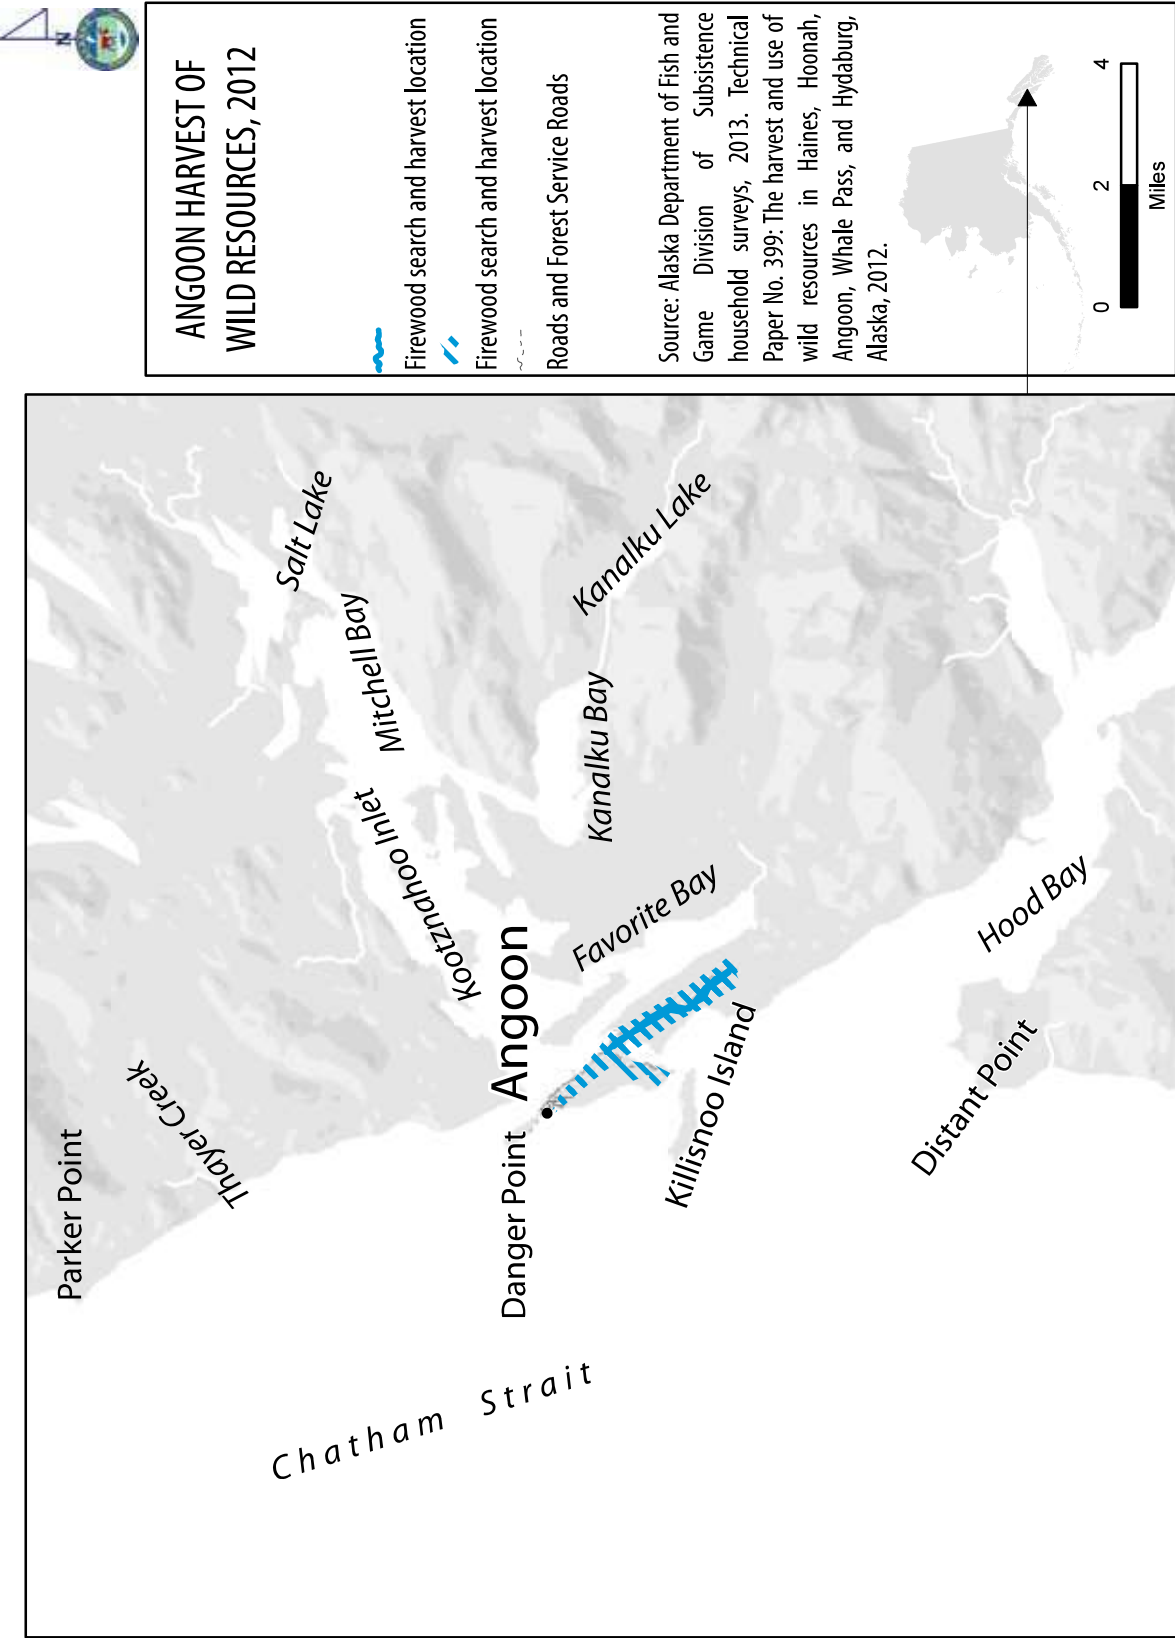 N
ANGOON HARVEST OF
WILD RESOURCES, 2012
Firewood search and harvest location
Firewood search and harvest location
Roads and Forest Service Roads
Source: Alaska Department of Fish and
Game Division of Subsistence
household surveys, 2013. Technical
Paper No. 399: The harvest and use of
wild resources in Haines, Hoonah,
Angoon, Whale Pass, and Hydaburg,
Alaska, 2012.
0 2 4
Miles
Parker Point
Thayer Creek
Salt Lake
Mitchell Bay
Kootznahoo Inlet
Chatham Strait
Danger Point
Angoon
Favorite Bay
Kanalku Bay
Kanalku Lake
Killisnoo Island
Distant Point
Hood Bay